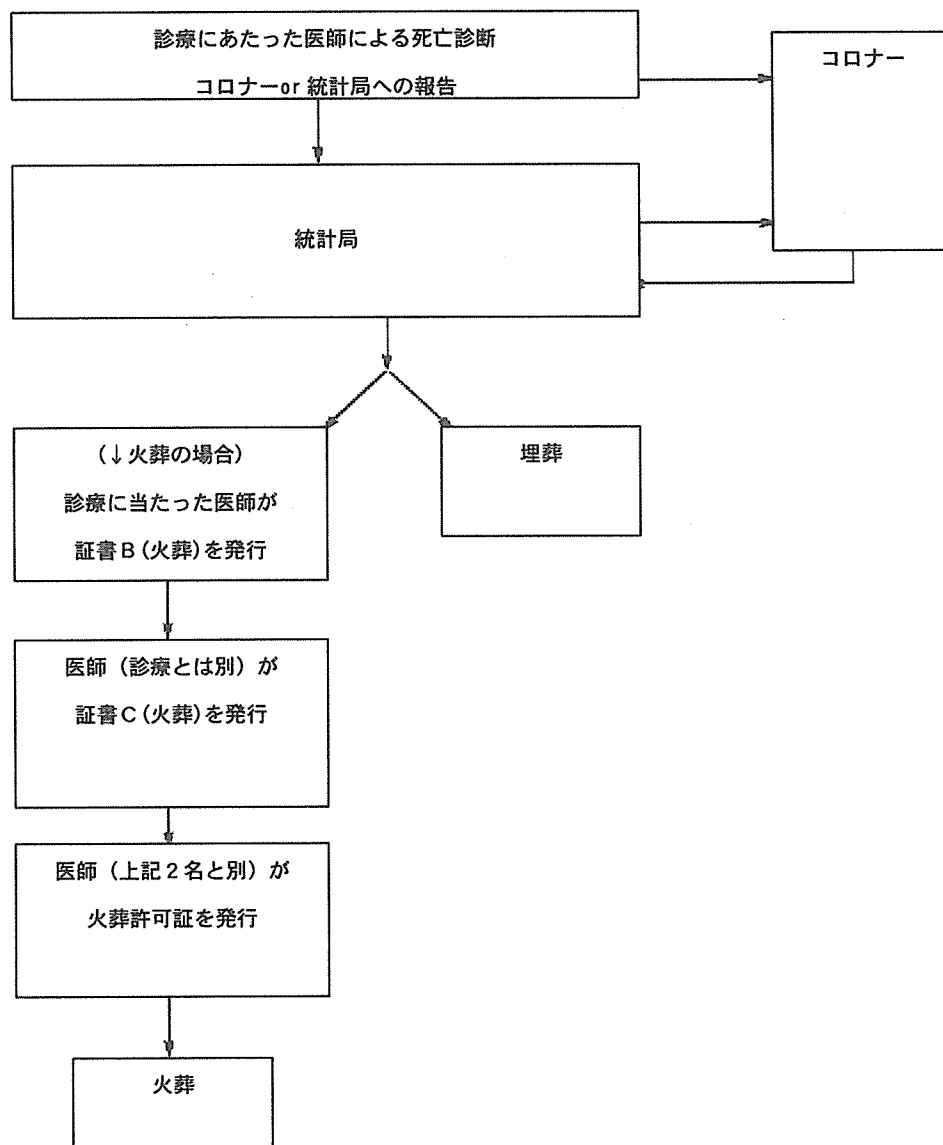 診療にあたった医師による死亡診断
コロナーor 統計局への報告
コロナー
統計局
(↓火葬の場合)
診療に当たった医師が
証書B(火葬)を発行
埋葬
医師（診療とは別）が
証書C(火葬)を発行
医師（上記2名と別）が
火葬許可証を発行
火葬